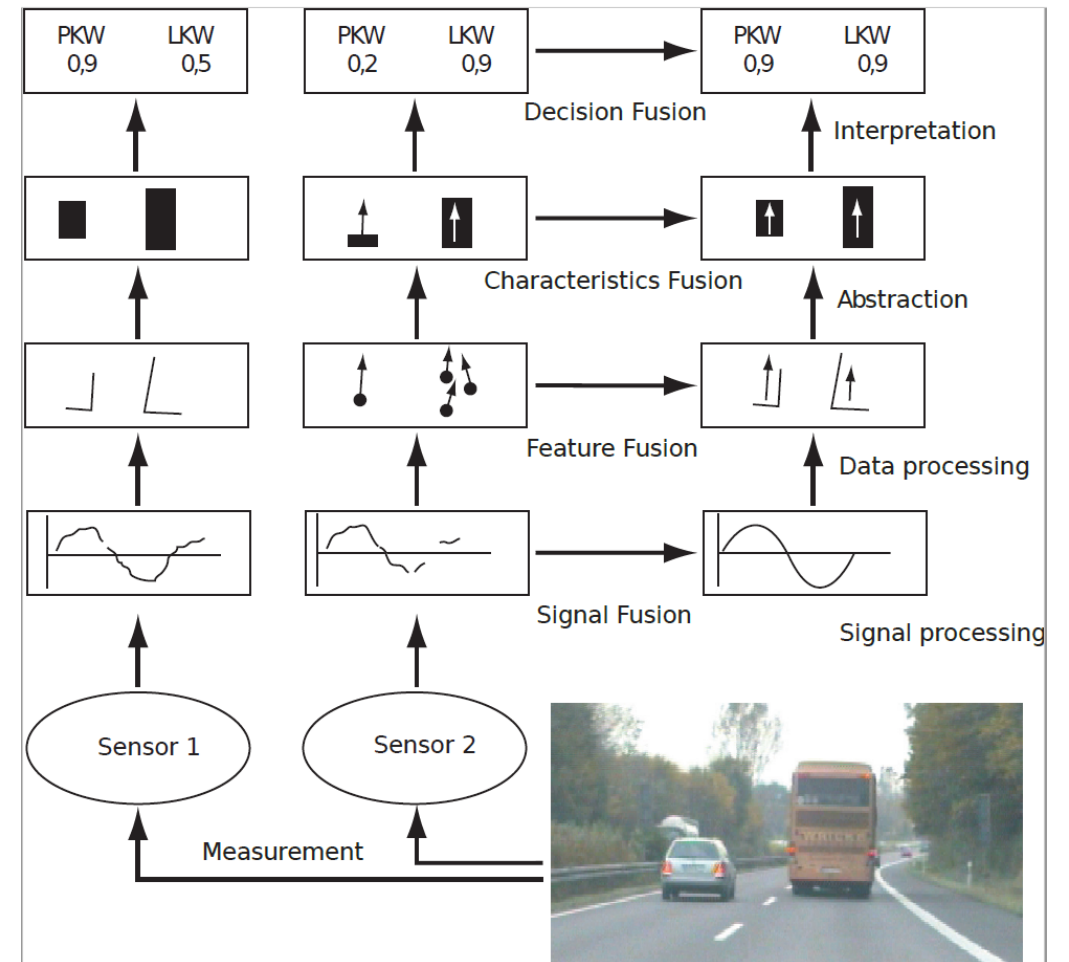 PKW LKW
0,9 0,5
PKW LKW
0,2 0,9
PKW LKW
0,9 0,9
Decision Fusion
Interpretation
Characteristics Fusion
Abstraction
Feature Fusion
Data processing
Signal Fusion
Signal processing
Sensor 1
Sensor 2
Measurement